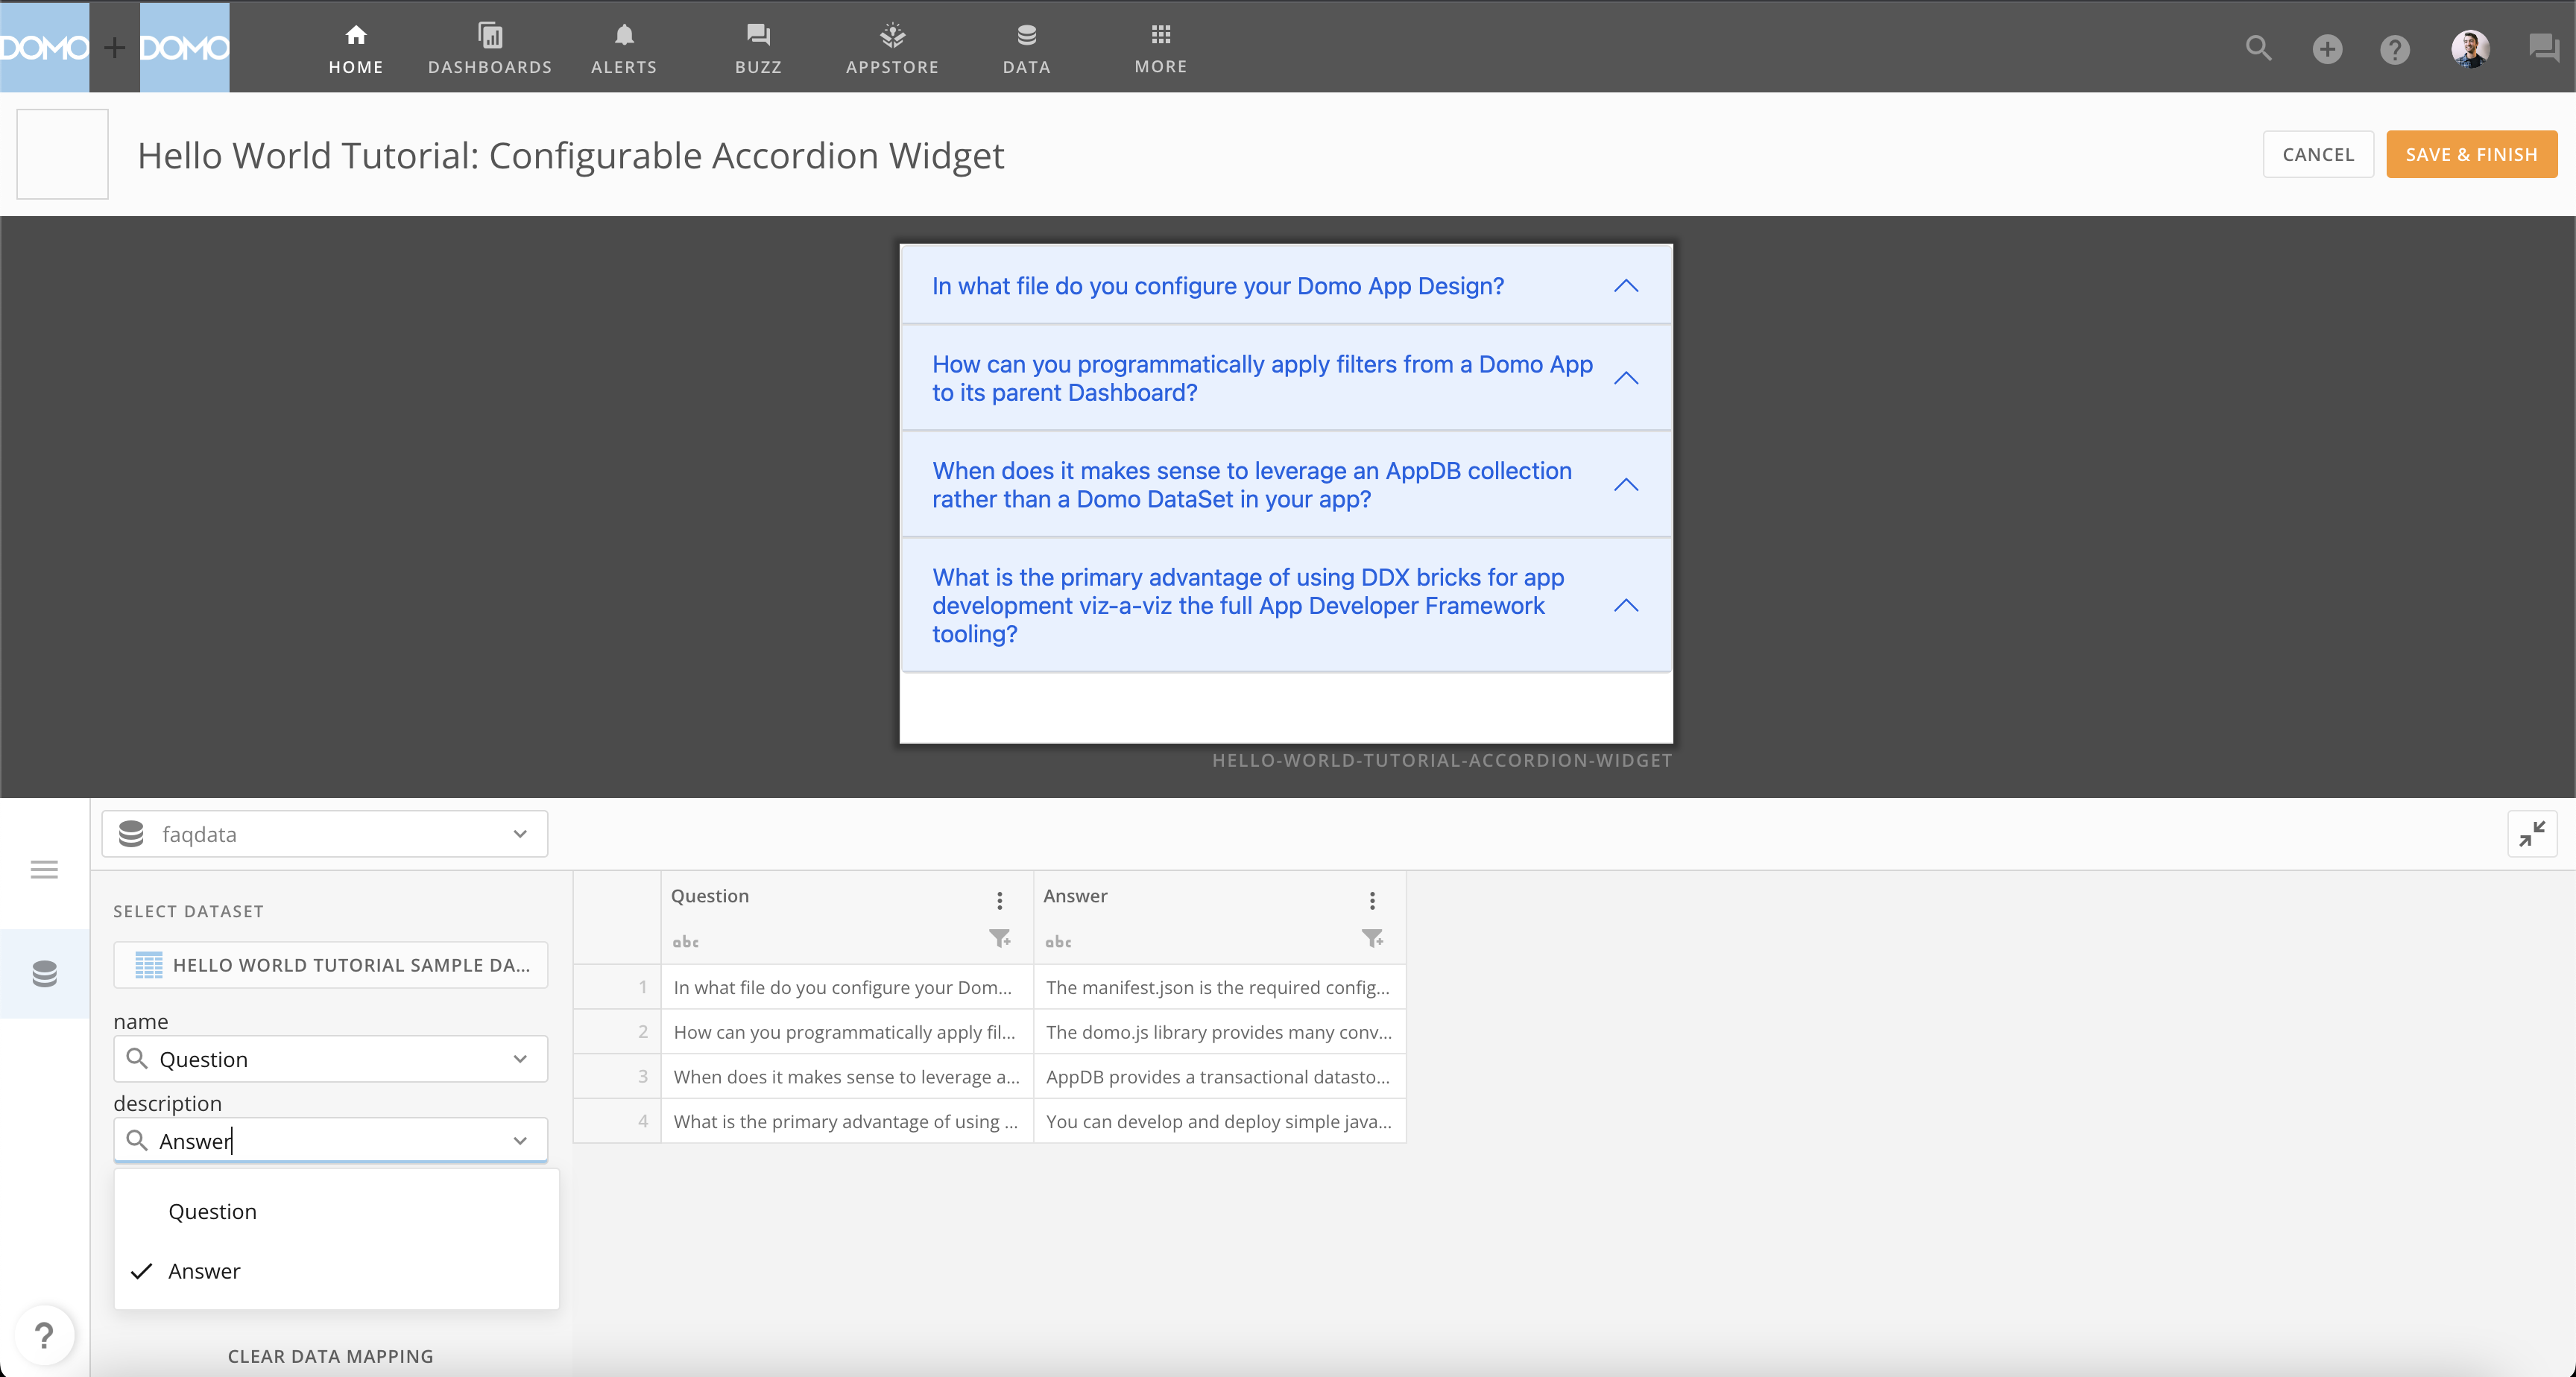 DOMO + DOMO
HOME
DASHBOARDS
ALERTS
BUZZ
APPSTORE
DATA
MORE
Hello World Tutorial: Configurable Accordion Widget
CANCEL
SAVE & FINISH
In what file do you configure your Domo App Design?
How can you programmatically apply filters from a Domo App
to its parent Dashboard?
When does it makes sense to leverage an AppDB collection
rather than a Domo DataSet in your app?
What is the primary advantage of using DDX bricks for app
development viz-a-viz the full App Developer Framework
tooling?
HELLO-WORLD-TUTORIAL-ACCORDION-WIDGET
faqdata
SELECT DATASET
HELLO WORLD TUTORIAL SAMPLE DA...
name
Question
description
Answer
Question
Answer
CLEAR DATA MAPPING
?
Question
Answer
abc
abc
1 In what file do you configure your Dom... The manifest.json is the required config...
2 How can you programmatically apply fil... The domo.js library provides many conv...
3 When does it makes sense to leverage a... AppDB provides a transactional datasto...
4 What is the primary advantage of using ... You can develop and deploy simple java...